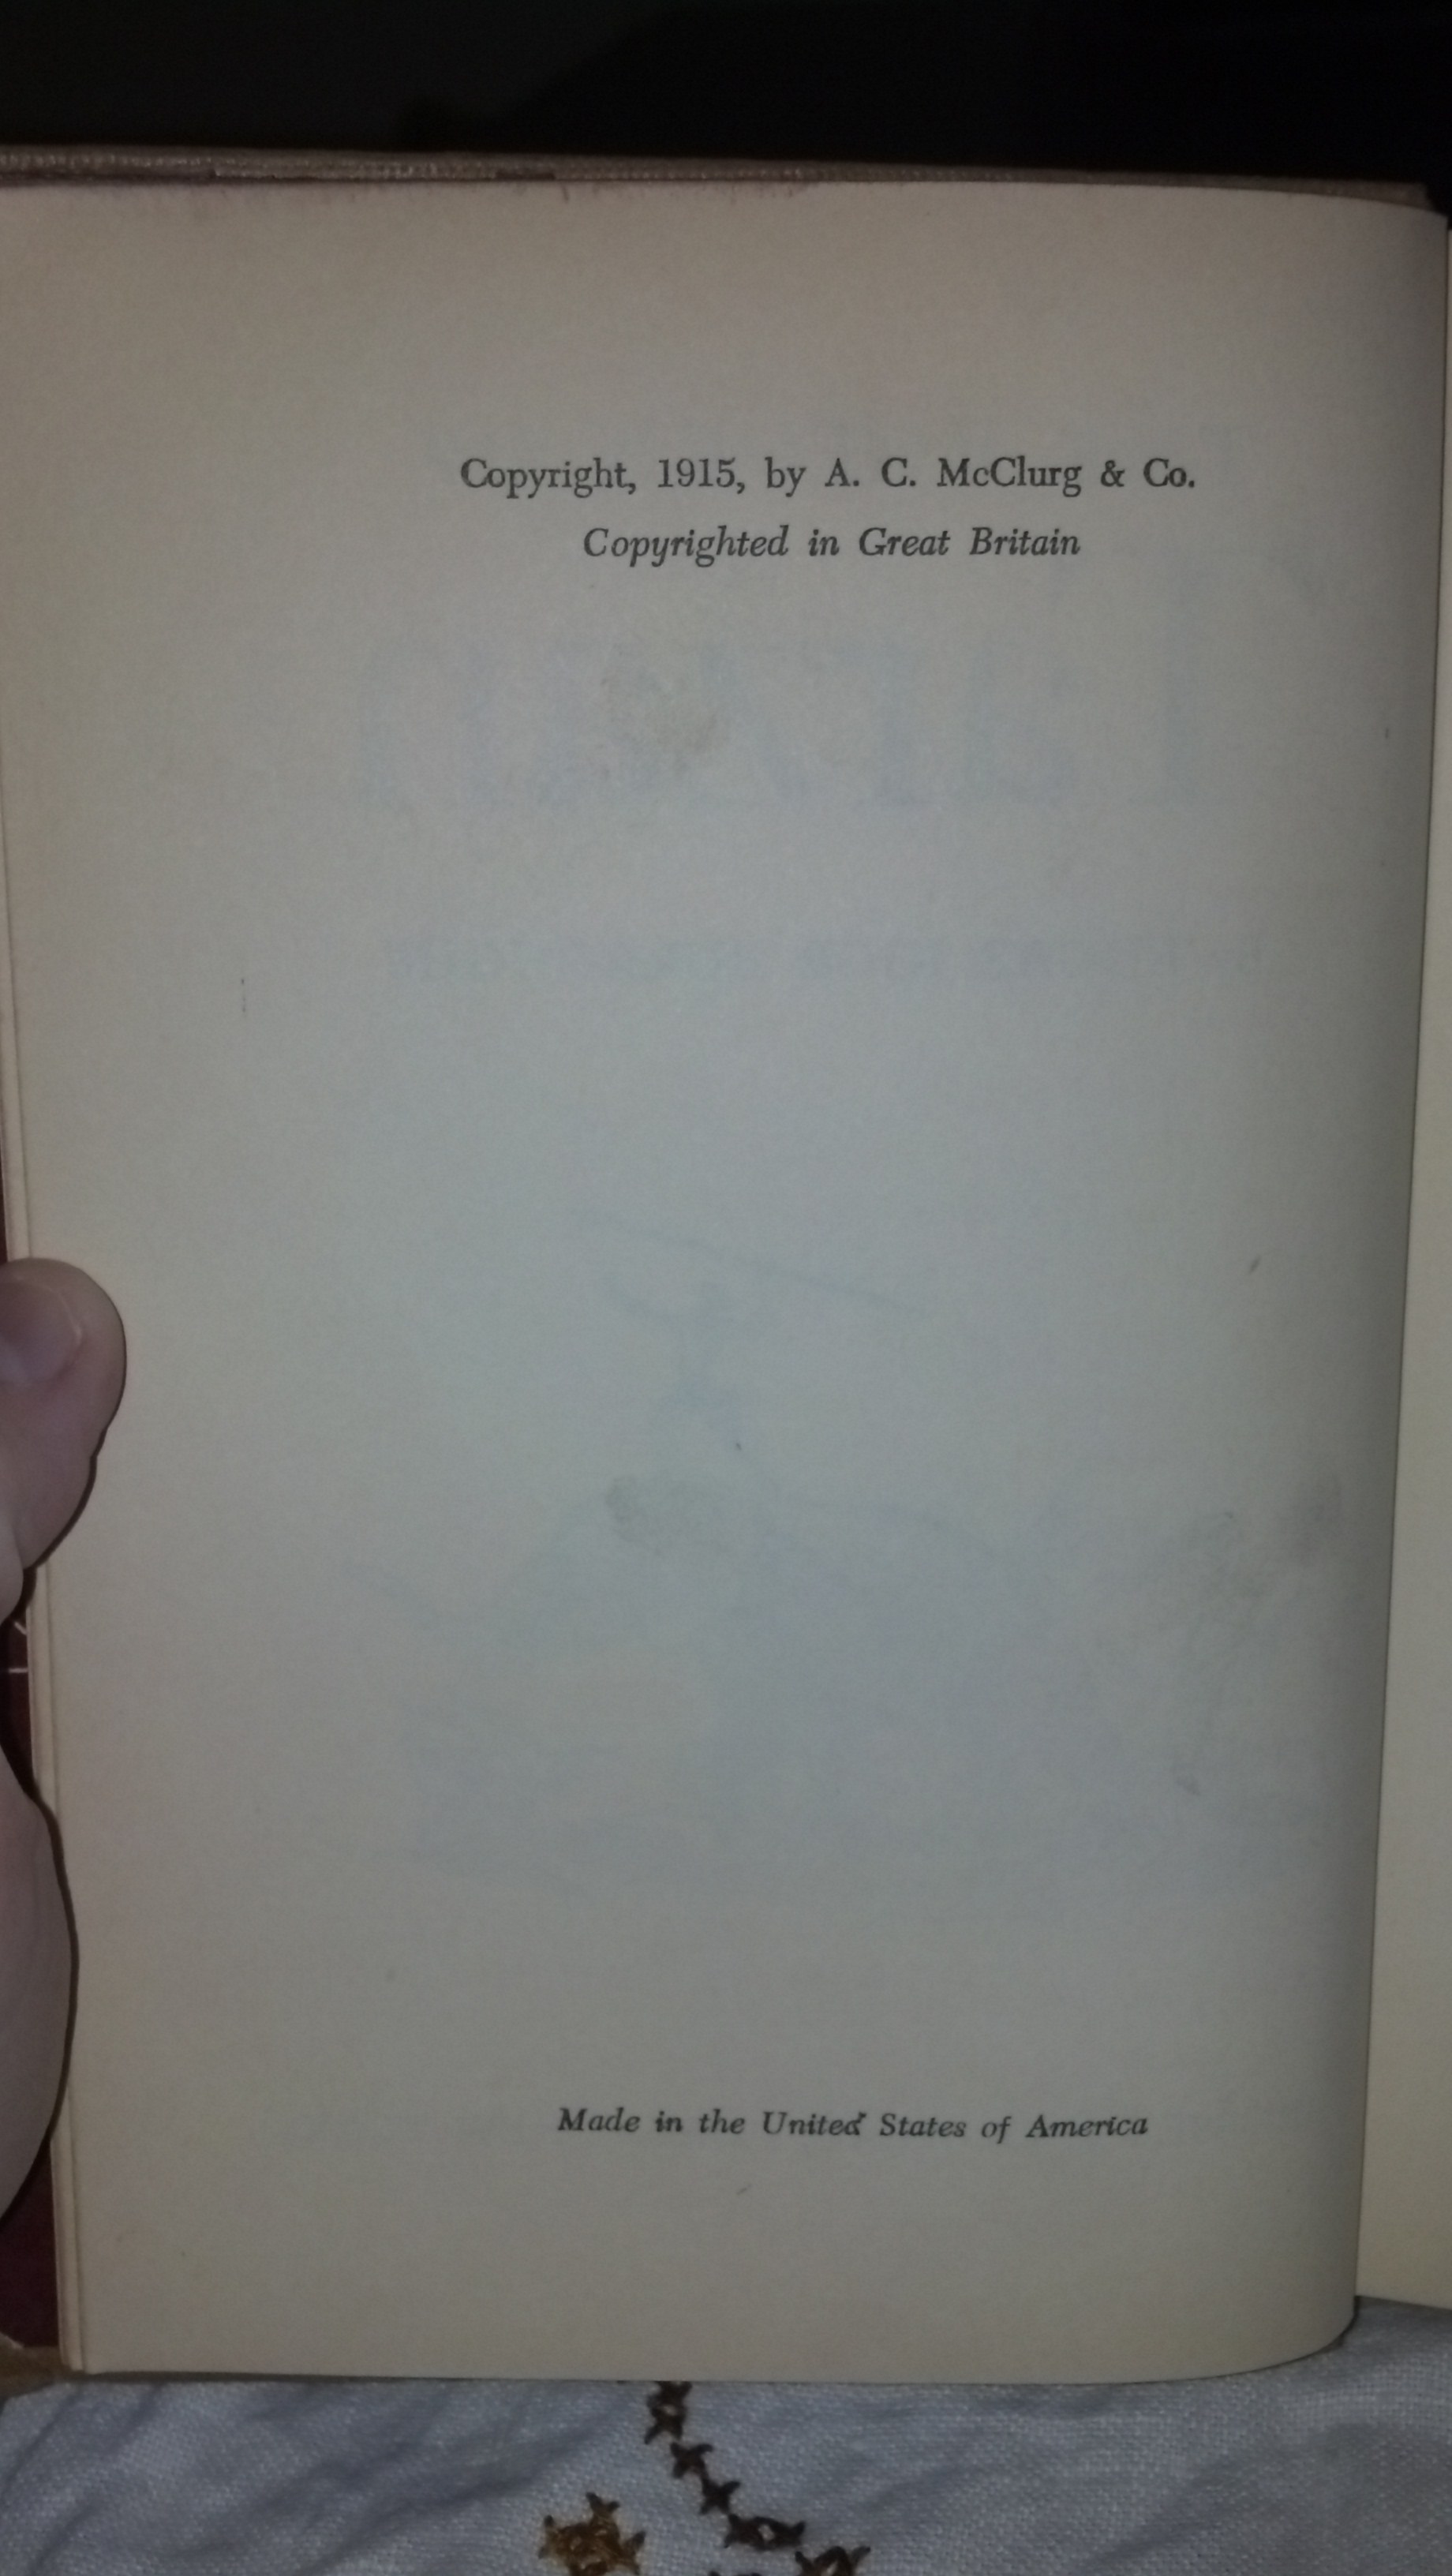 Copyright, 1915, by A. C. McClurg & Co.
Copyrighted in Great Britain
Made in the United States of America